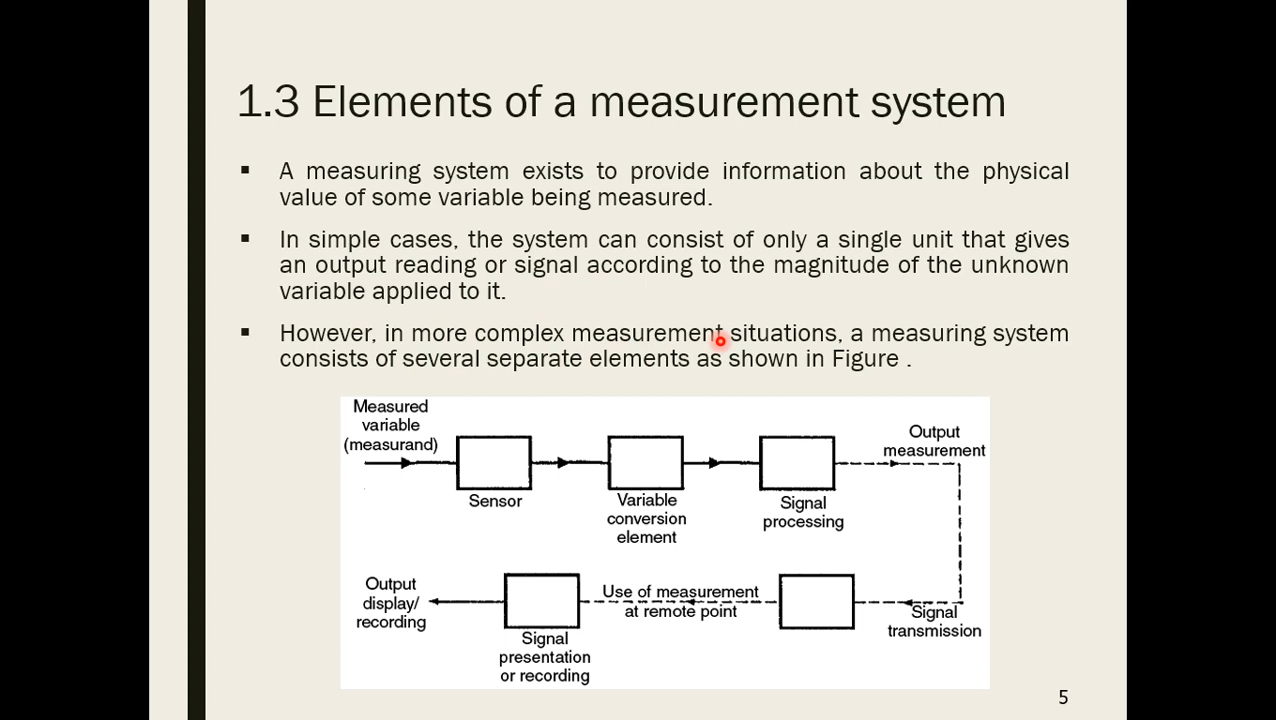 1.3 Elements of a measurement system
▪ A measuring system exists to provide information about the physical
value of some variable being measured.
▪ In simple cases, the system can consist of only a single unit that gives
an output reading or signal according to the magnitude of the unknown
variable applied to it.
▪ However, in more complex measurement situations, a measuring system
consists of several separate elements as shown in Figure .
Measured
variable
(measurand)
Sensor
Variable
conversion
element
Signal
processing
Output
measurement
Output
display/
recording
Signal
presentation
or recording
Use of measurement
at remote point
Signal
transmission
5